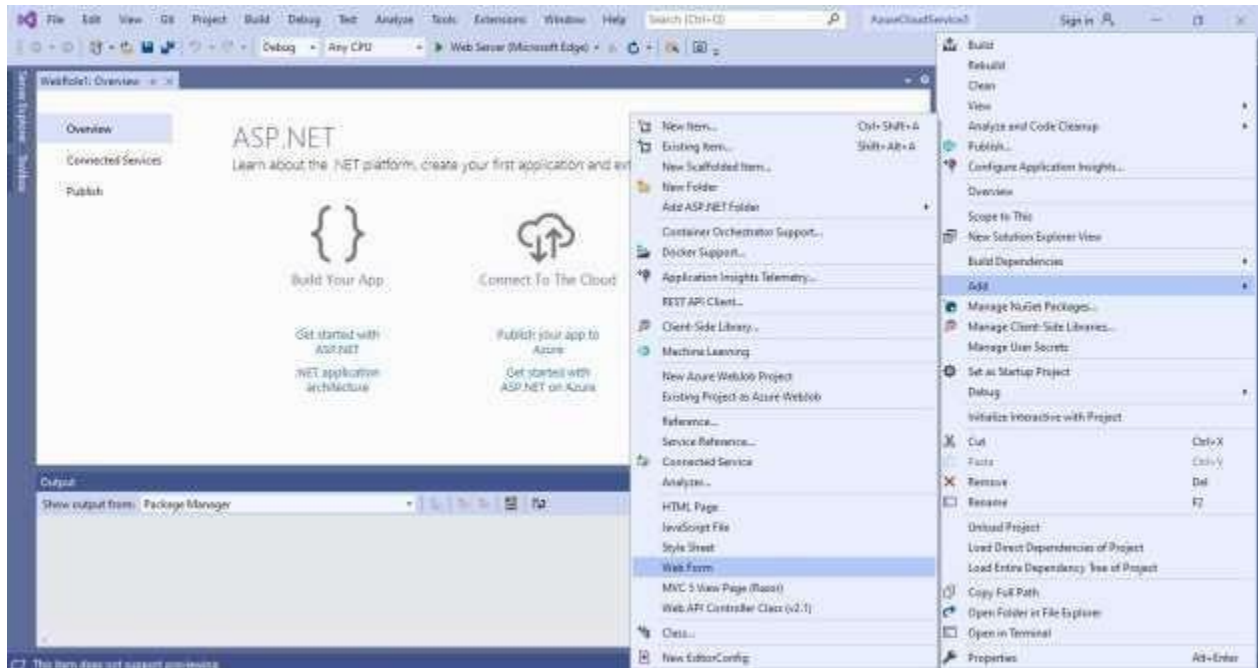 File Edit View Git Project Build Debug Test Analyze Tools Extensions Window Help Search (Ctrl+Q) AzureCloudService3 Sign in
Debug Any CPU Web Server (Microsoft Edge)
Server Explorer Toolbox
WebRole1: Overview
Overview
Connected Services
Publish
ASP.NET
Learn about the .NET platform, create your first application and ext
Build Your App
Get started with
ASP.NET
.NET application
architecture
Connect To The Cloud
Publish your app to
Azure
Get started with
ASP.NET on Azure
Output
Show output from: Package Manager
This item does not support previewing
New Item... Ctrl+Shift+A
Existing Item... Shift+Alt+A
New Scaffolded Item...
New Folder
Add ASP.NET Folder
Container Orchestrator Support...
Docker Support...
Application Insights Telemetry...
REST API Client...
Client-Side Library...
Machine Learning
New Azure WebJob Project
Existing Project as Azure WebJob
Reference...
Service Reference...
Connected Service
Analyzer...
HTML Page
JavaScript File
Style Sheet
Web Form
MVC 5 View Page (Razor)
Web API Controller Class (v2.1)
Class...
New EditorConfig
Build
Rebuild
Clean
View
Analyze and Code Cleanup
Publish...
Configure Application Insights...
Overview
Scope to This
New Solution Explorer View
Build Dependencies
Add
Manage NuGet Packages...
Manage Client-Side Libraries...
Manage User Secrets
Set as Startup Project
Debug
Initialize Interactive with Project
Cut Ctrl+X
Paste Ctrl+V
Remove Del
Rename F2
Unload Project
Load Direct Dependencies of Project
Load Entire Dependency Tree of Project
Copy Full Path
Open Folder in File Explorer
Open in Terminal
Properties Alt+Enter